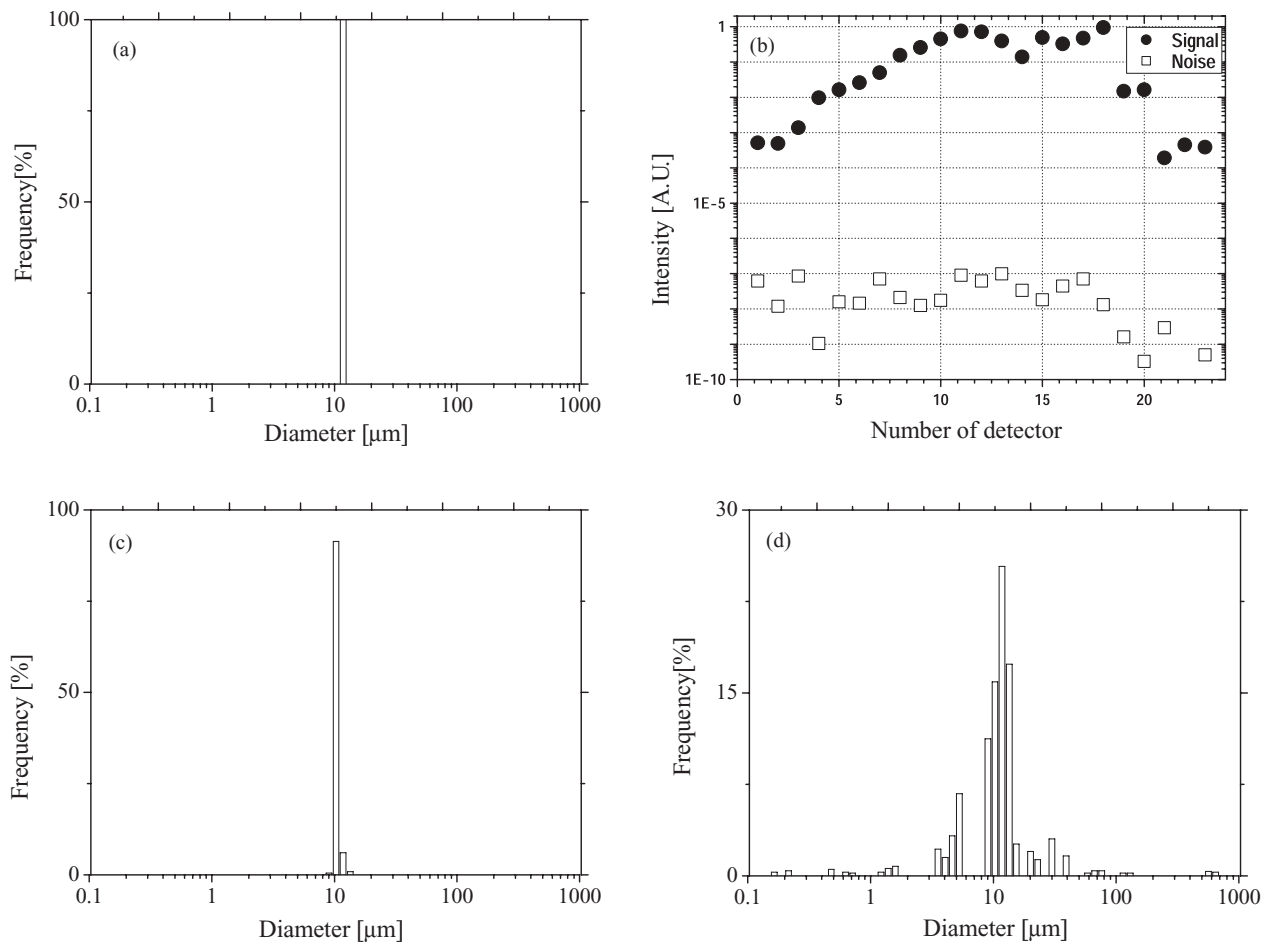 100
(a)
50
0
Frequency[%]
0.1 1 10 100 1000
Diameter [µm]
1
(b)
Signal
Noise
1E-5
1E-10
Intensity [A.U.]
0 5 10 15 20
Number of detector
100
(c)
50
0
Frequency [%]
0.1 1 10 100 1000
Diameter [µm]
30
(d)
15
0
Frequency[%]
0.1 1 10 100 1000
Diameter [µm]